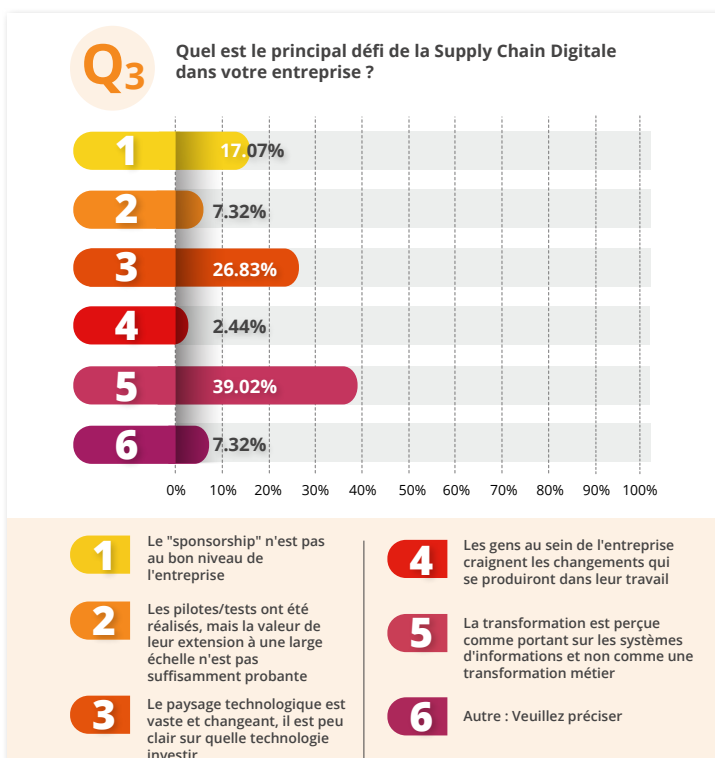 Q3
Quel est le principal défi de la Supply Chain Digitale
dans votre entreprise ?
1
17.07%
2
7.32%
3
26.83%
4
2.44%
5
39.02%
6
7.32%
0% 10% 20% 30% 40% 50% 60% 70% 80% 90% 100%
1
Le "sponsorship" n'est pas
au bon niveau de
l'entreprise
2
Les pilotes/tests ont été
réalisés, mais la valeur de
leur extension à une large
échelle n'est pas
suffisamment probante
3
Le paysage technologique est
vaste et changeant, il est peu
clair sur quelle technologie
investir
4
Les gens au sein de l'entreprise
craignent les changements qui
se produiront dans leur travail
5
La transformation est perçue
comme portant sur les systèmes
d'informations et non comme une
transformation métier
6
Autre : Veuillez préciser